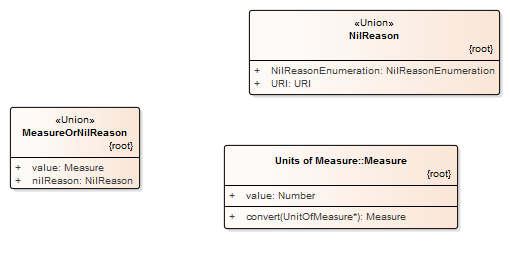 «Union»
NilReason
{root}
+ NilReasonEnumeration: NilReasonEnumeration
+ URI: URI
«Union»
MeasureOrNilReason
{root}
+ value: Measure
+ nilReason: NilReason
Units of Measure::Measure
{root}
+ value: Number
+ convert(UnitOfMeasure*): Measure